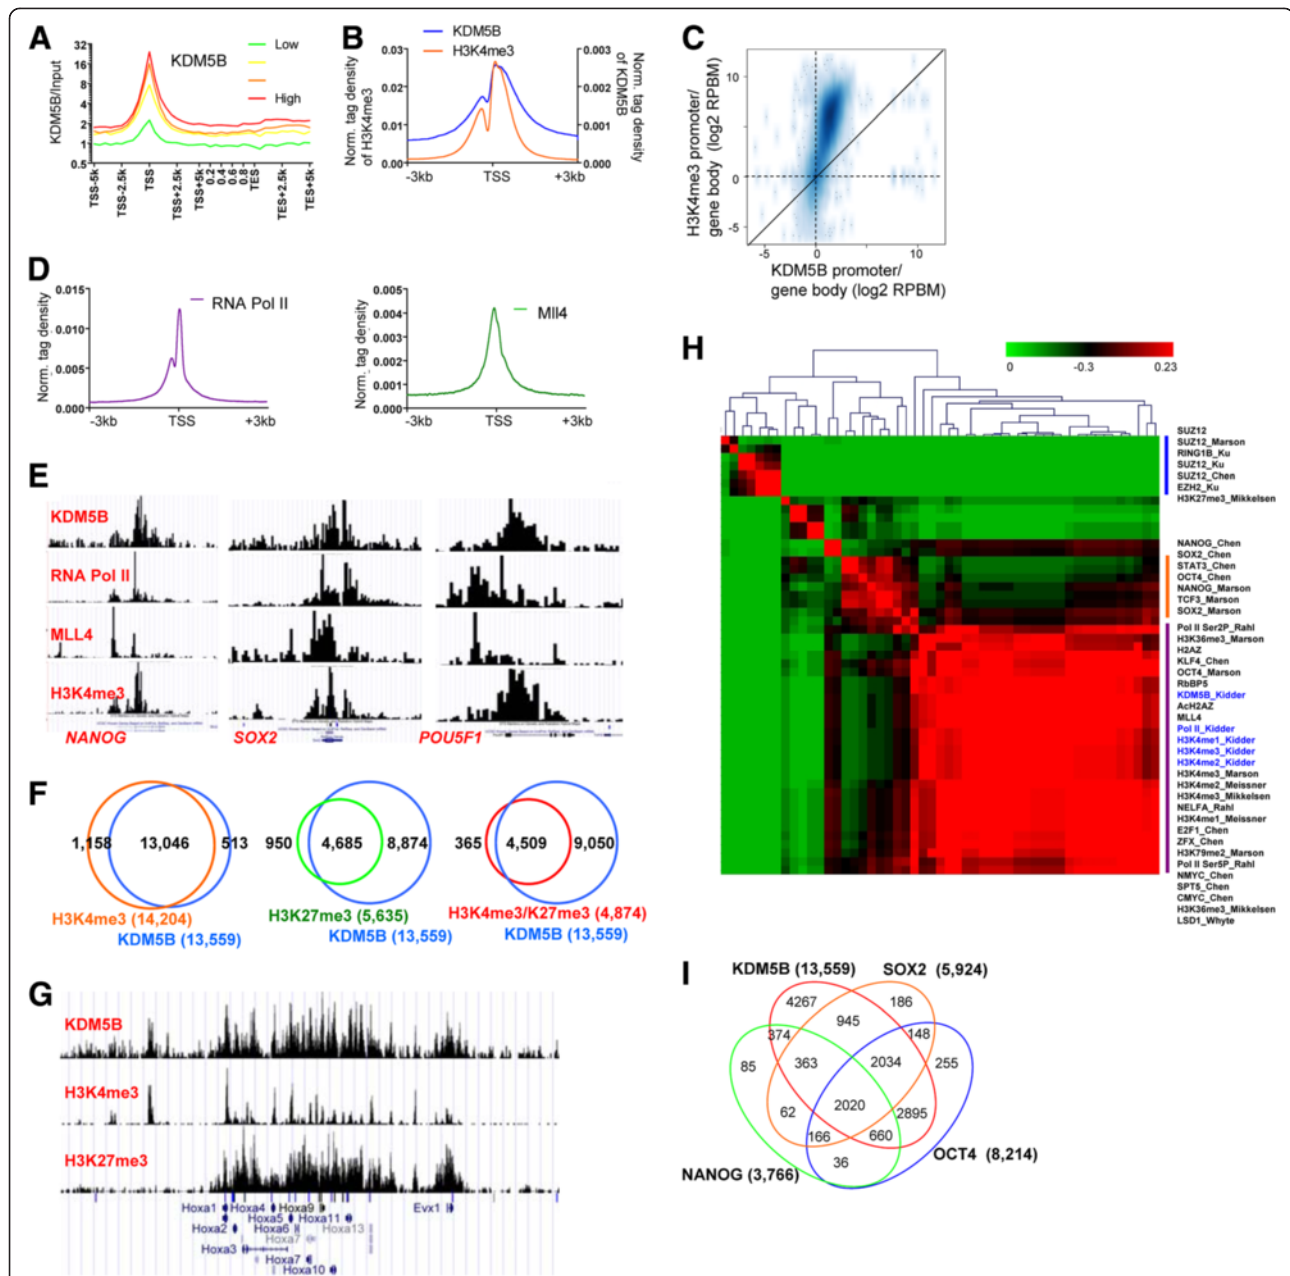 A
32
16
8
4
2
1
0.5
KDM5B/Input
KDM5B
Low
High
TSS-5k
TSS-2.5k
TSS
TSS+2.5k
TSS+5k
0.2
0.4
0.6
0.8
TES
TES+2.5k
TES+5k
B
KDM5B
H3K4me3
Norm. tag density
of H3K4me3
0.03
0.02
0.01
0.00
0.003
0.002
0.001
0.000
Norm. tag density
of KDM5B
-3kb
TSS
+3kb
C
H3K4me3 promoter/
gene body (log2 RPBM)
10
5
0
-5
-5
0
10
KDM5B promoter/
gene body (log2 RPBM)
D
Norm. tag density
0.015
0.010
0.005
0.000
RNA Pol II
-3kb
TSS
+3kb
Norm. tag density
0.005
0.004
0.003
0.002
0.001
0.000
Mll4
-3kb
TSS
+3kb
E
KDM5B
RNA Pol II
MLL4
H3K4me3
NANOG
SOX2
POU5F1
F
1,158
13,046
513
H3K4me3 (14,204)
KDM5B (13,559)
950
4,685
8,874
H3K27me3 (5,635)
KDM5B (13,559)
365
4,509
9,050
H3K4me3/K27me3 (4,874)
KDM5B (13,559)
G
KDM5B
H3K4me3
H3K27me3
Hoxa1
Hoxa4
Hoxa9
Evx1
Hoxa5
Hoxa11
Hoxa2
Hoxa6
Hoxa13
Hoxa7
Hoxa3
Hoxa7
Hoxa10
H
0
-0.3
0.23
SUZ12
SUZ12_Marson
RING1B_Ku
SUZ12_Ku
SUZ12_Chen
EZH2_Ku
H3K27me3_Mikkelsen
NANOG_Chen
SOX2_Chen
STAT3_Chen
OCT4_Chen
NANOG_Marson
TCF3_Marson
SOX2_Marson
Pol II Ser2P_Rahl
H3K36me3_Marson
H2AZ
KLF4_Chen
OCT4_Marson
RbBP5
KDM5B_Kidder
AcH2AZ
MLL4
Pol II_Kidder
H3K4me1_Kidder
H3K4me3_Kidder
H3K4me2_Kidder
H3K4me3_Marson
H3K4me2_Meissner
H3K4me3_Mikkelsen
NELFA_Rahl
H3K4me1_Meissner
E2F1_Chen
ZFX_Chen
H3K79me2_Marson
Pol II Ser5P_Rahl
NMYC_Chen
SPT5_Chen
CMYC_Chen
H3K36me3_Mikkelsen
LSD1_Whyte
I
KDM5B (13,559)
SOX2 (5,924)
4267
186
945
374
148
85
363
2034
255
62
2020
2895
166
660
36
NANOG (3,766)
OCT4 (8,214)